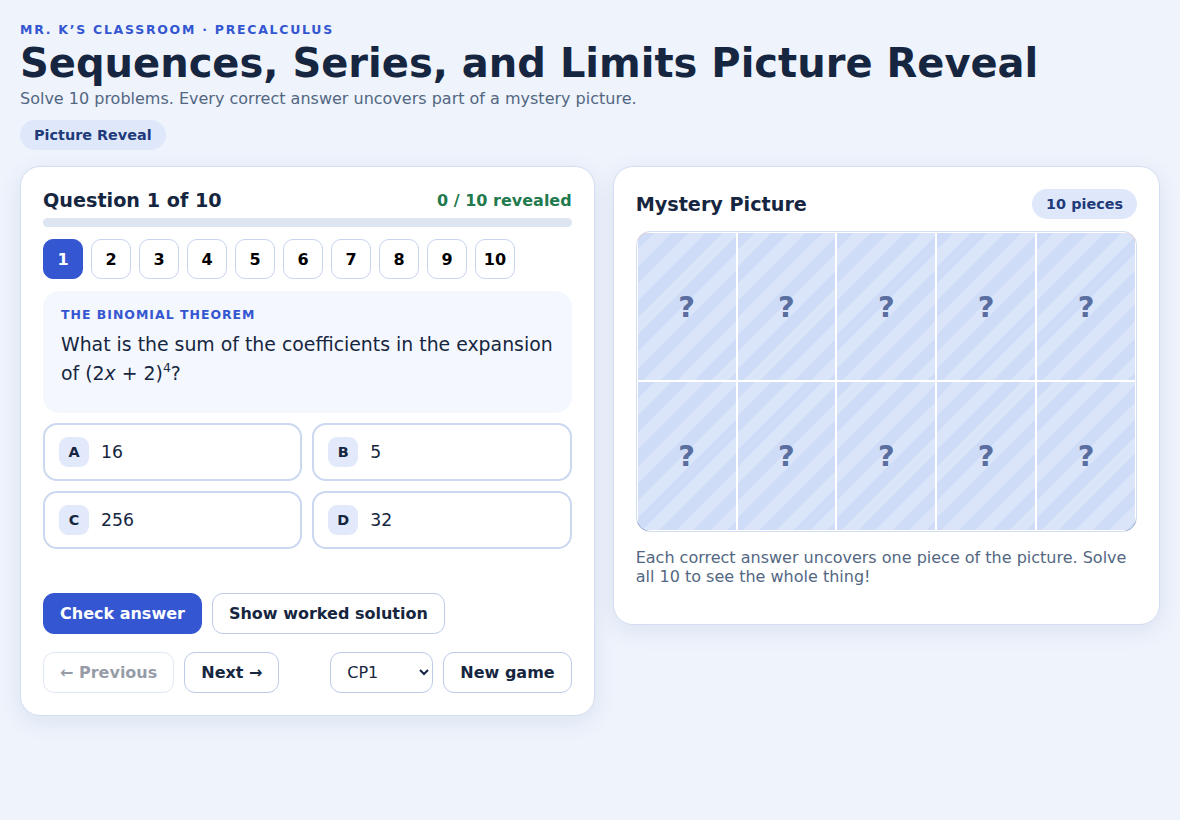 MR. K’S CLASSROOM · PRECALCULUS
Sequences, Series, and Limits Picture Reveal
Solve 10 problems. Every correct answer uncovers part of a mystery picture.
Picture Reveal
Question 1 of 10
0 / 10 revealed
1 2 3 4 5 6 7 8 9 10
THE BINOMIAL THEOREM
What is the sum of the coefficients in the expansion
of (2x + 2)⁴?
A 16
B 5
C 256
D 32
Check answer
Show worked solution
← Previous
Next →
CP1
New game
Mystery Picture
10 pieces
? ? ? ? ?
? ? ? ? ?
Each correct answer uncovers one piece of the picture. Solve
all 10 to see the whole thing!